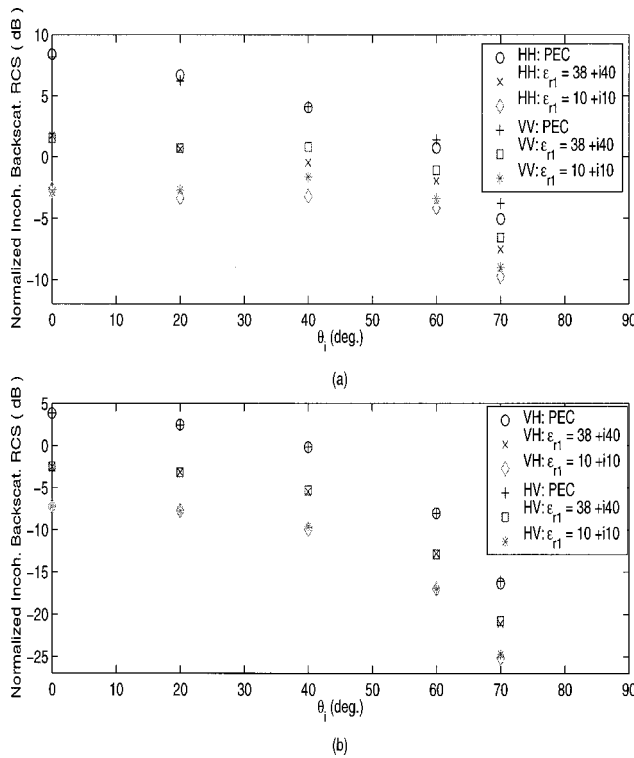 Normalized Incoh. Backscat. RCS ( dB )
10
5
0
−5
−10
0 10 20 30 40 50 60 70 80 90
θi (deg.)
HH: PEC
HH: εr1 = 38 +i40
HH: εr1 = 10 +i10
VV: PEC
VV: εr1 = 38 +i40
VV: εr1 = 10 +i10
(a)
Normalized Incoh. Backscat. RCS ( dB )
5
0
−5
−10
−15
−20
−25
0 10 20 30 40 50 60 70 80 90
θi (deg.)
VH: PEC
VH: εr1 = 38 +i40
VH: εr1 = 10 +i10
HV: PEC
HV: εr1 = 38 +i40
HV: εr1 = 10 +i10
(b)